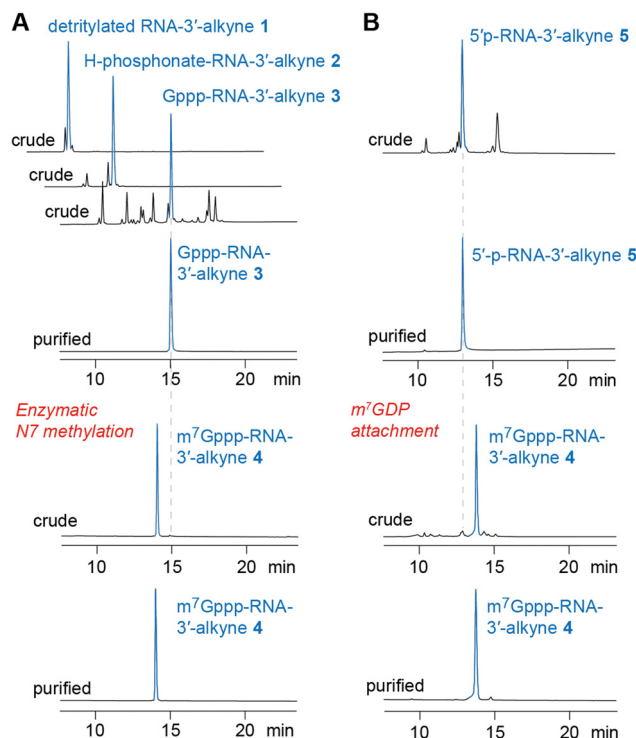 A
detritylated RNA-3′-alkyne 1
H-phosphonate-RNA-3′-alkyne 2
Gppp-RNA-3′-alkyne 3
crude
crude
crude
Gppp-RNA-
3′-alkyne 3
purified
10 15 20 min
Enzymatic
N7 methylation
m⁷Gppp-RNA-
3′-alkyne 4
crude
10 15 20 min
m⁷Gppp-RNA-
3′-alkyne 4
purified
10 15 20 min
B
5′p-RNA-3′-alkyne 5
crude
5′-p-RNA-3′-alkyne 5
purified
10 15 20 min
m⁷GDP
attachment
m⁷Gppp-RNA-
3′-alkyne 4
crude
10 15 20 min
m⁷Gppp-RNA-
3′-alkyne 4
purified
10 15 20 min